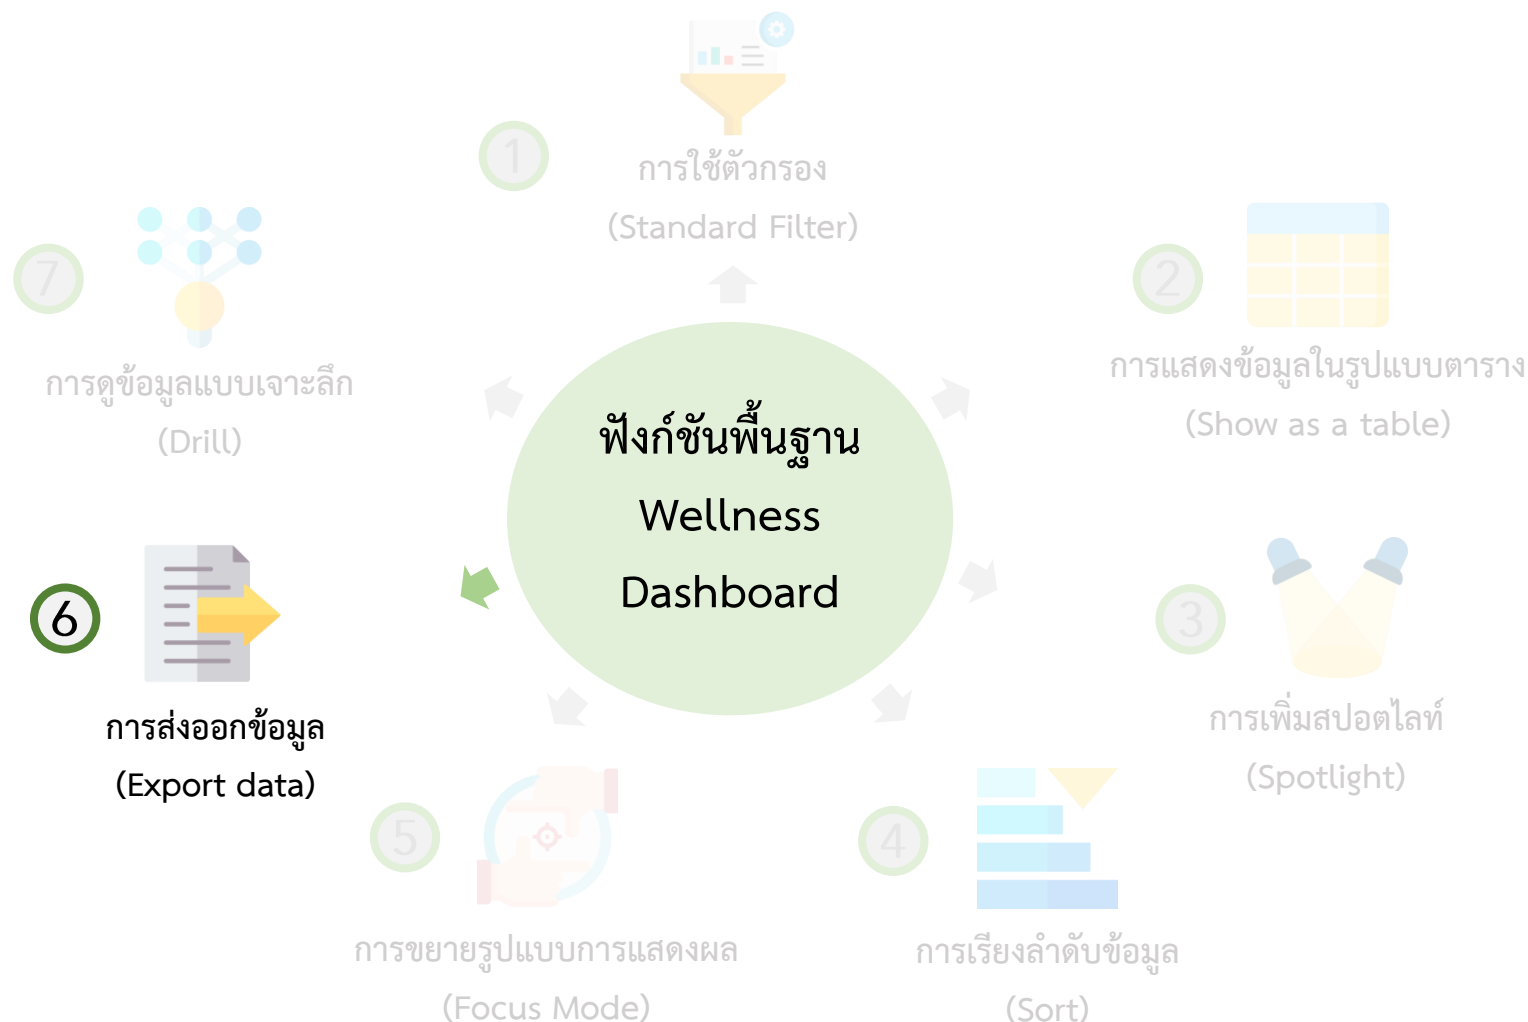 1
การใช้ตัวกรอง
(Standard Filter)
2
การแสดงข้อมูลในรูปแบบตาราง
(Show as a table)
3
การเพิ่มสปอตไลท์
(Spotlight)
4
การเรียงลำดับข้อมูล
(Sort)
5
การขยายรูปแบบการแสดงผล
(Focus Mode)
6
การส่งออกข้อมูล
(Export data)
7
การดูข้อมูลแบบเจาะลึก
(Drill)
ฟังก์ชันพื้นฐาน
Wellness
Dashboard